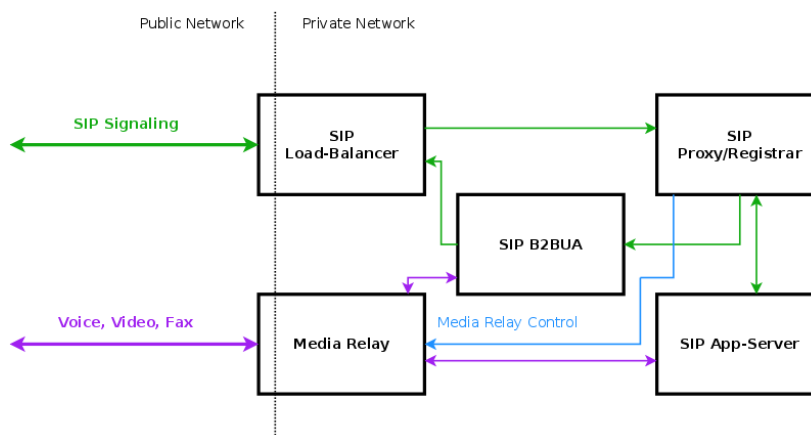 Public Network
Private Network
SIP Signaling
SIP
Load-Balancer
SIP
Proxy/Registrar
SIP B2BUA
Voice, Video, Fax
Media Relay
Media Relay Control
SIP App-Server